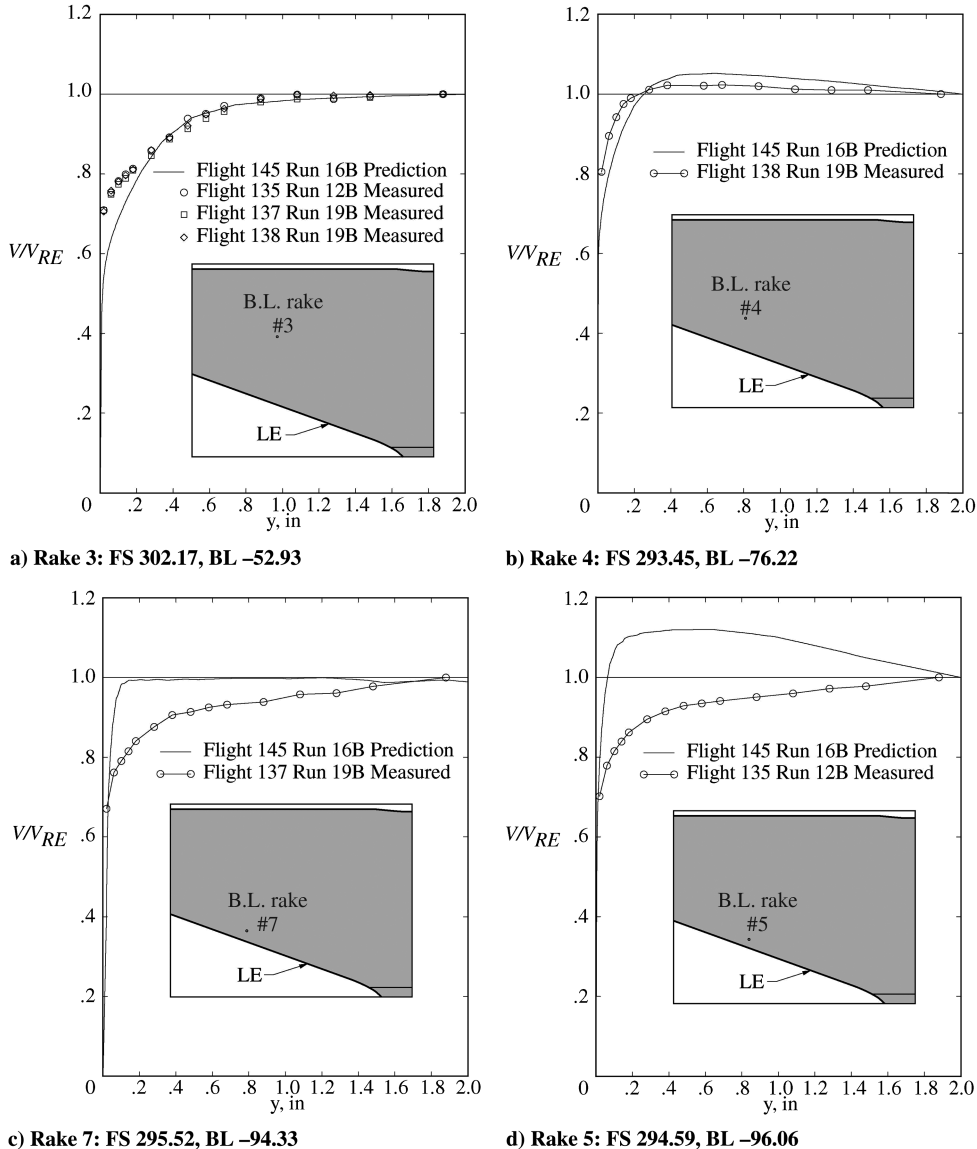 1.2
1.0
.8
.6
.4
.2
0
V/VRE
Flight 145 Run 16B Prediction
Flight 135 Run 12B Measured
Flight 137 Run 19B Measured
Flight 138 Run 19B Measured
B.L. rake
#3
LE
.2 .4 .6 .8 1.0 1.2 1.4 1.6 1.8 2.0
y, in
a) Rake 3: FS 302.17, BL –52.93
1.2
1.0
.8
.6
.4
.2
0
V/VRE
Flight 145 Run 16B Prediction
Flight 138 Run 19B Measured
B.L. rake
#4
LE
.2 .4 .6 .8 1.0 1.2 1.4 1.6 1.8 2.0
y, in
b) Rake 4: FS 293.45, BL –76.22
1.2
1.0
.8
.6
.4
.2
0
V/VRE
Flight 145 Run 16B Prediction
Flight 137 Run 19B Measured
B.L. rake
#7
LE
.2 .4 .6 .8 1.0 1.2 1.4 1.6 1.8 2.0
y, in
c) Rake 7: FS 295.52, BL –94.33
1.2
1.0
.8
.6
.4
.2
0
V/VRE
Flight 145 Run 16B Prediction
Flight 135 Run 12B Measured
B.L. rake
#5
LE
.2 .4 .6 .8 1.0 1.2 1.4 1.6 1.8 2.0
y, in
d) Rake 5: FS 294.59, BL –96.06